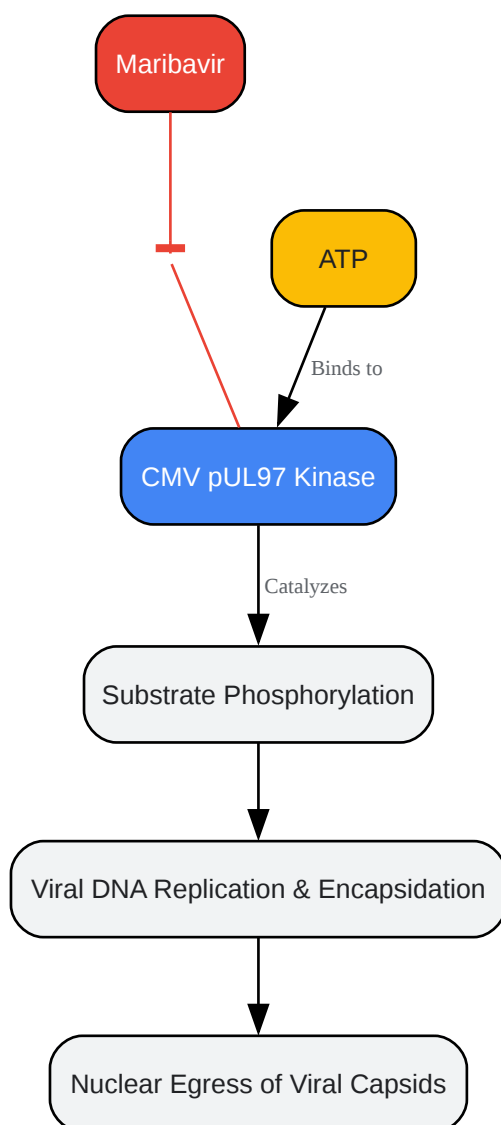 Maribavir
ATP
Binds to
CMV pUL97 Kinase
Catalyzes
Substrate Phosphorylation
Viral DNA Replication & Encapsidation
Nuclear Egress of Viral Capsids